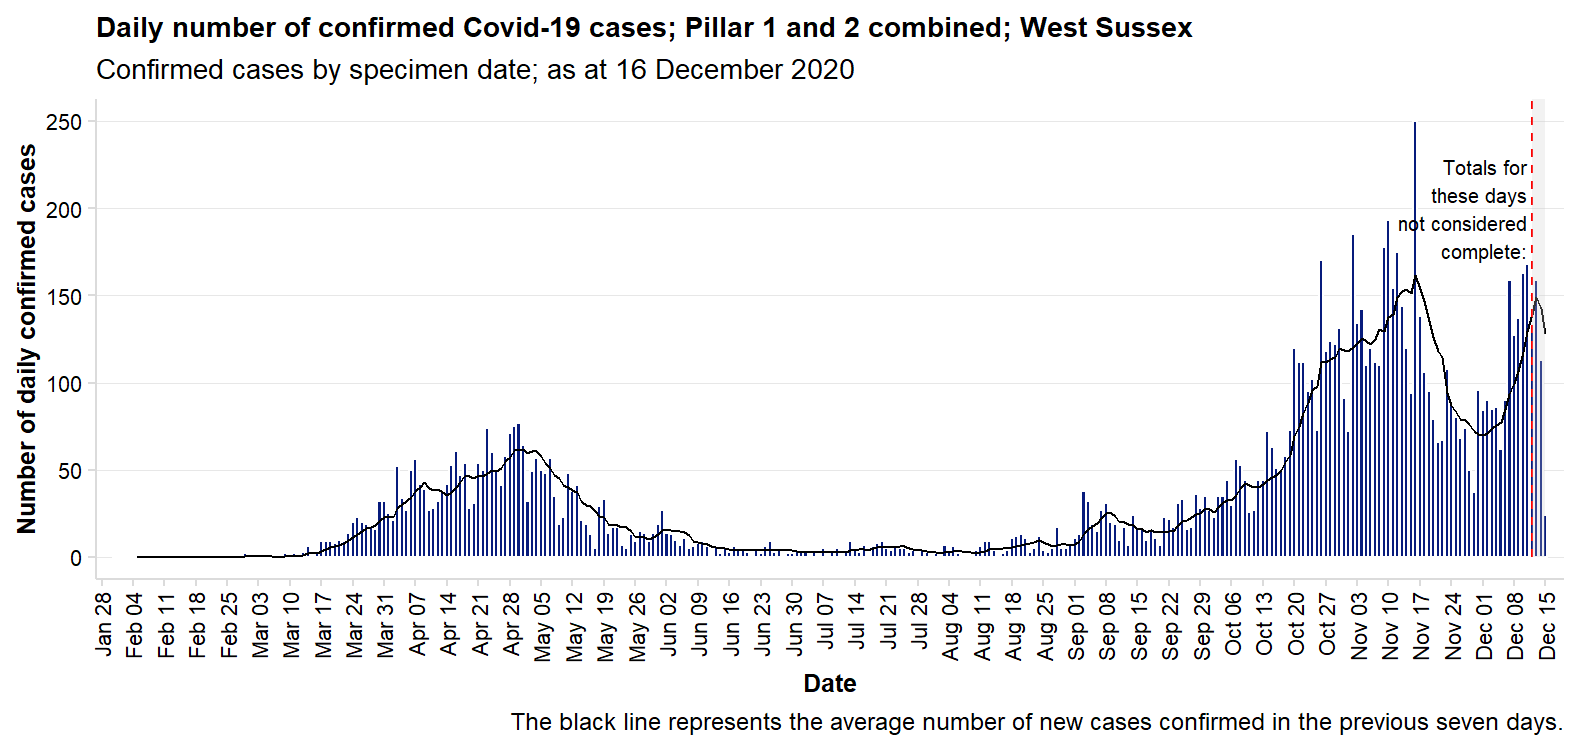 Daily number of confirmed Covid-19 cases; Pillar 1 and 2 combined; West Sussex
Confirmed cases by specimen date; as at 16 December 2020
Number of daily confirmed cases
250
200
150
100
50
0
Totals for
these days
not considered
complete:
Jan 28
Feb 04
Feb 11
Feb 18
Feb 25
Mar 03
Mar 10
Mar 17
Mar 24
Mar 31
Apr 07
Apr 14
Apr 21
Apr 28
May 05
May 12
May 19
May 26
Jun 02
Jun 09
Jun 16
Jun 23
Jun 30
Jul 07
Jul 14
Jul 21
Jul 28
Aug 04
Aug 11
Aug 18
Aug 25
Sep 01
Sep 08
Sep 15
Sep 22
Sep 29
Oct 06
Oct 13
Oct 20
Oct 27
Nov 03
Nov 10
Nov 17
Nov 24
Dec 01
Dec 08
Dec 15
Date
The black line represents the average number of new cases confirmed in the previous seven days.